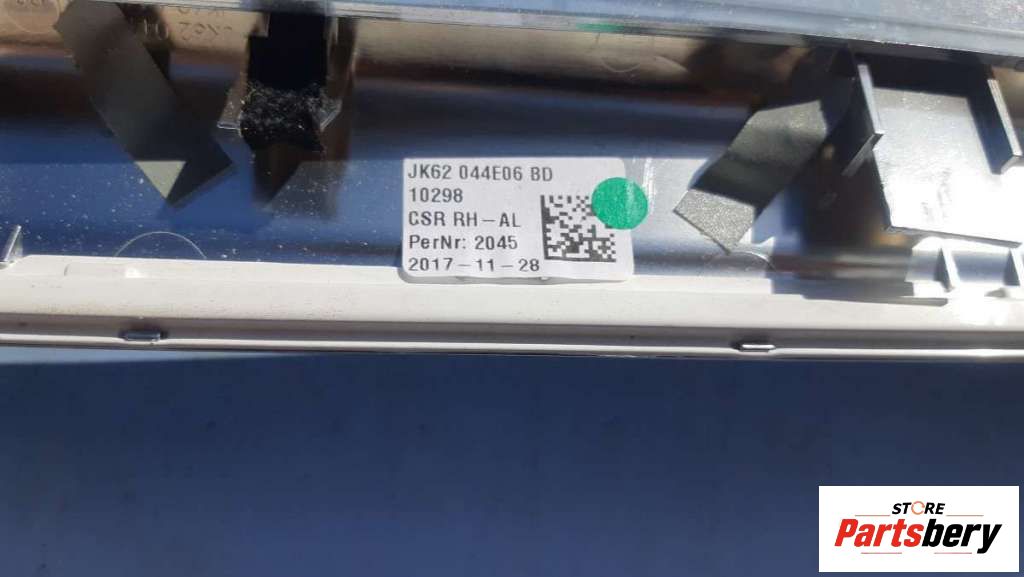 JK62 044E06 BD
10298
CSR RH-AL
PerNr: 2045
2017-11-28
STORE
Partsbery